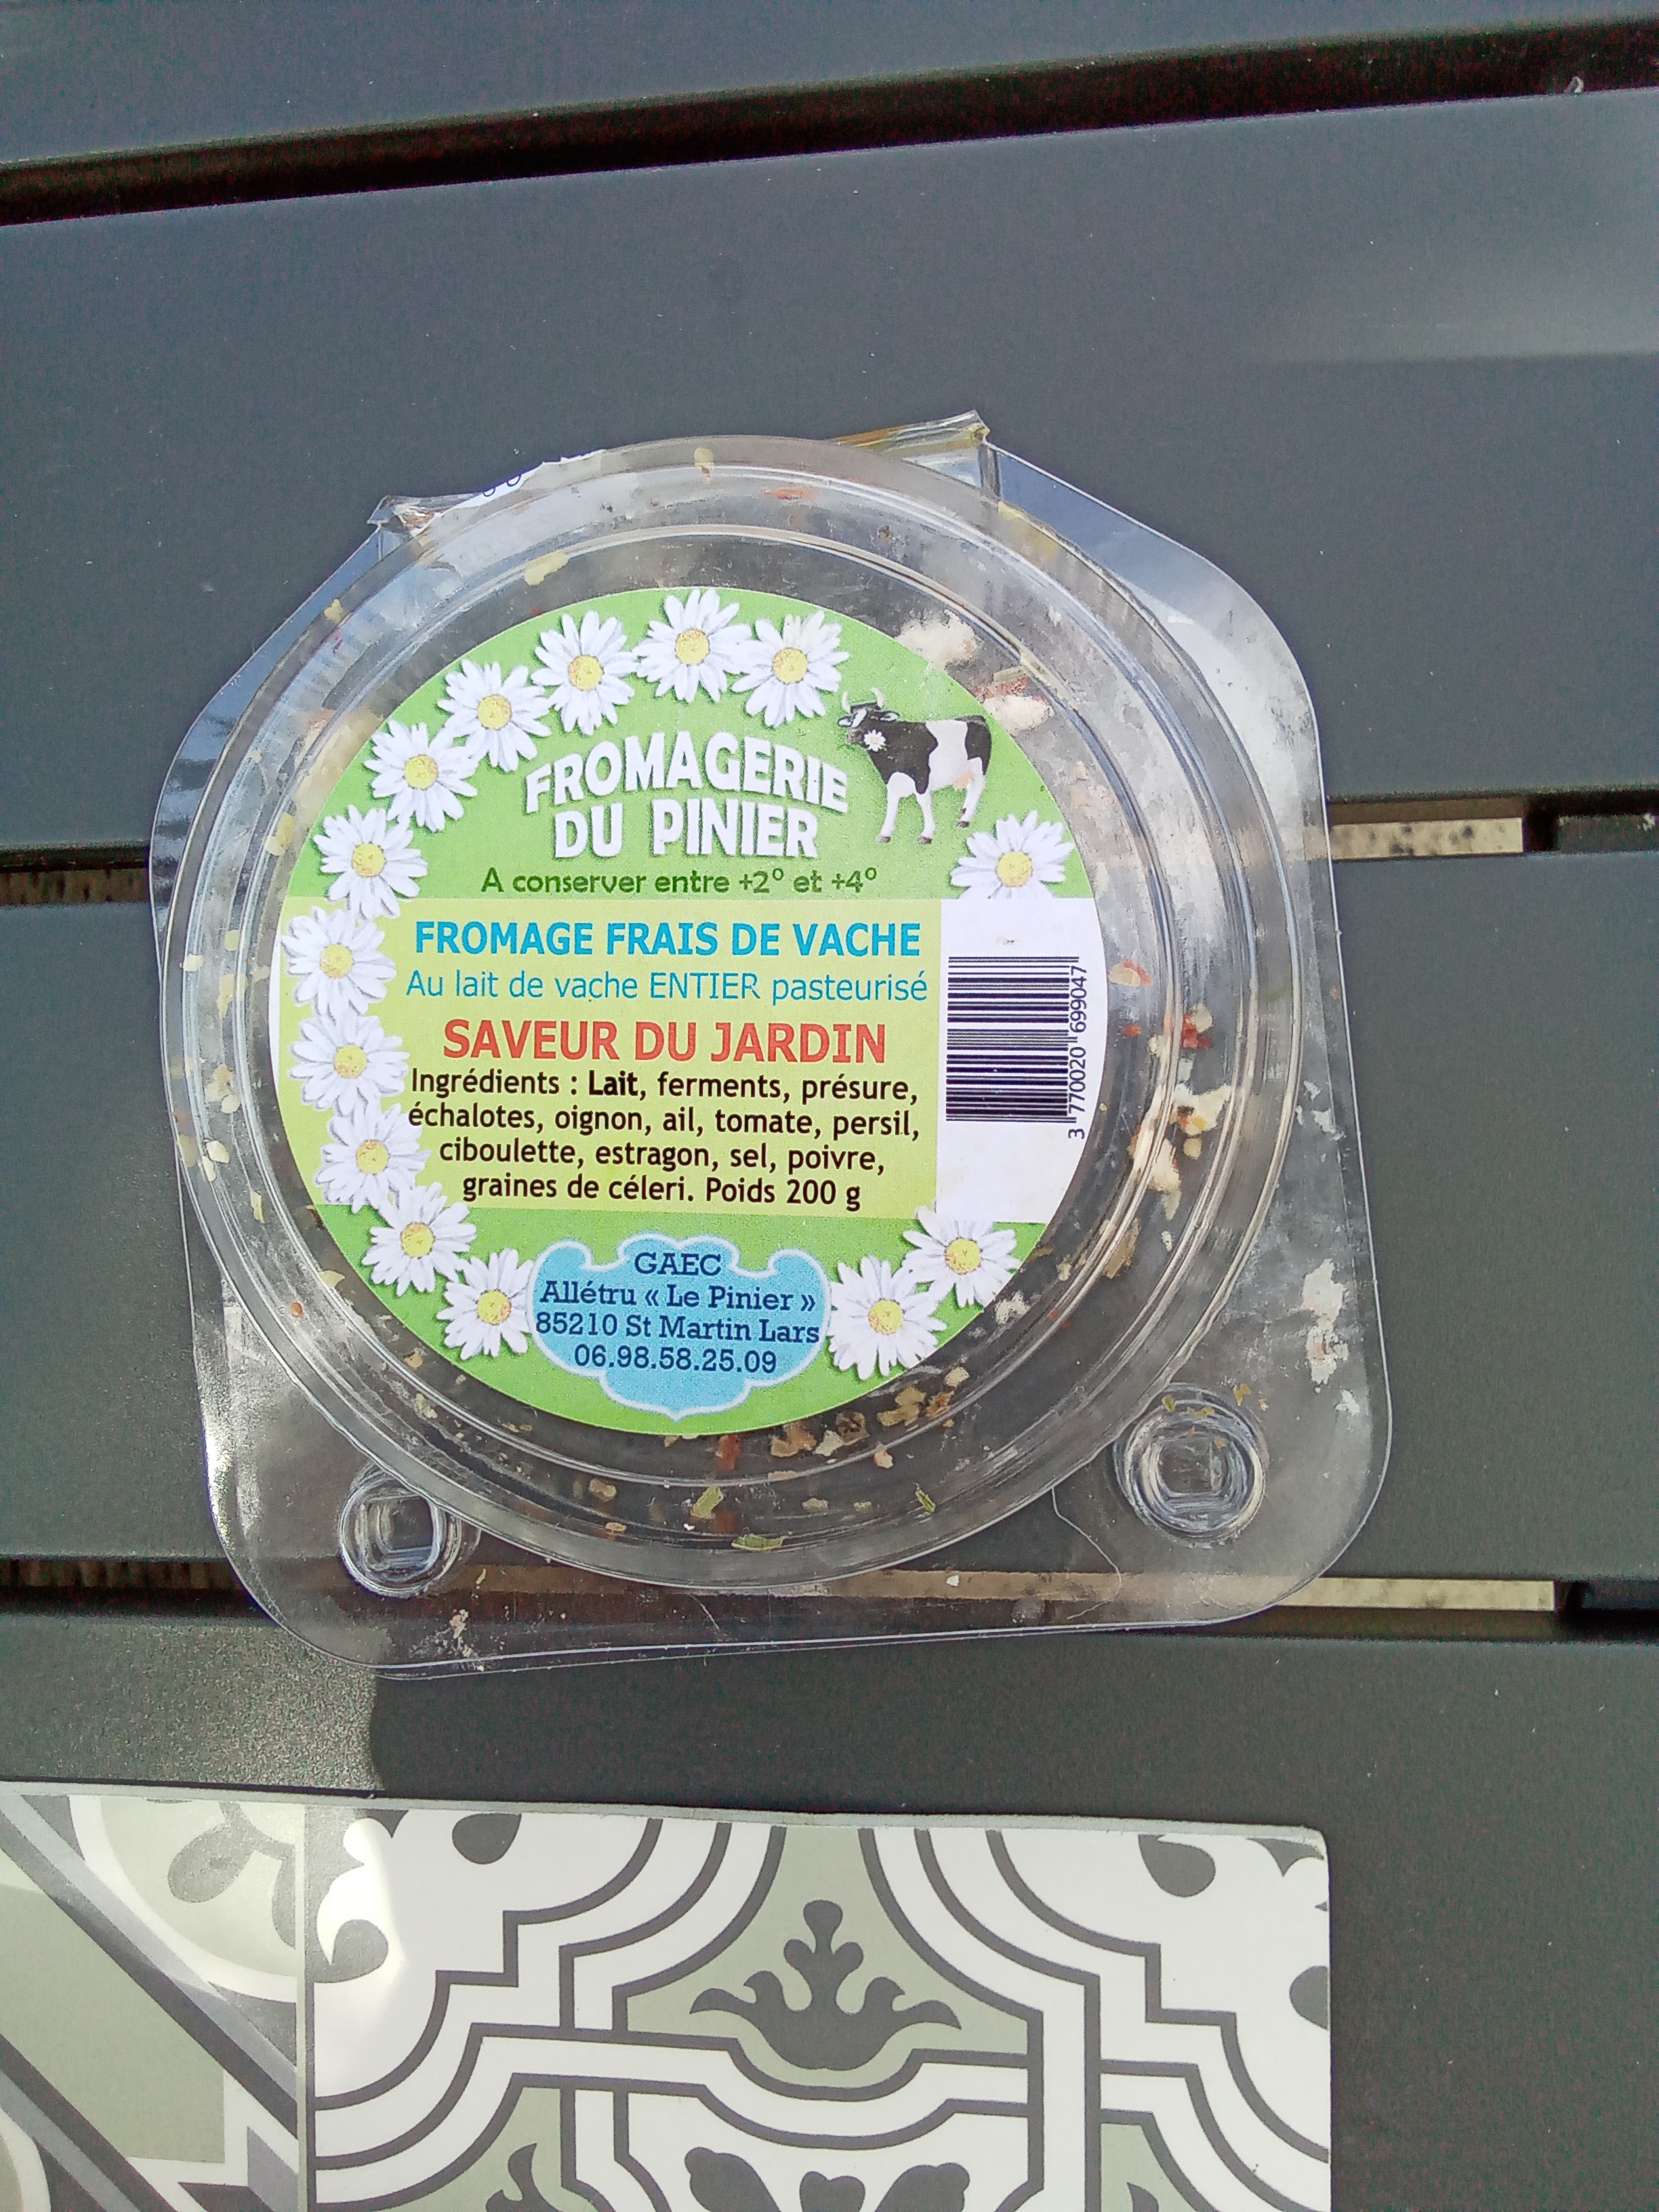 FROMAGERIE
DU PINIER
A conserver entre +2° et +4°
FROMAGE FRAIS DE VACHE
Au lait de vache ENTIER pasteurisé
SAVEUR DU JARDIN
Ingrédients : Lait, ferments, présure,
échalotes, oignon, ail, tomate, persil,
ciboulette, estragon, sel, poivre,
graines de céleri. Poids 200 g
3 770020 699047
GAEC
Allétru « Le Pinier »
85210 St Martin Lars
06.98.58.25.09